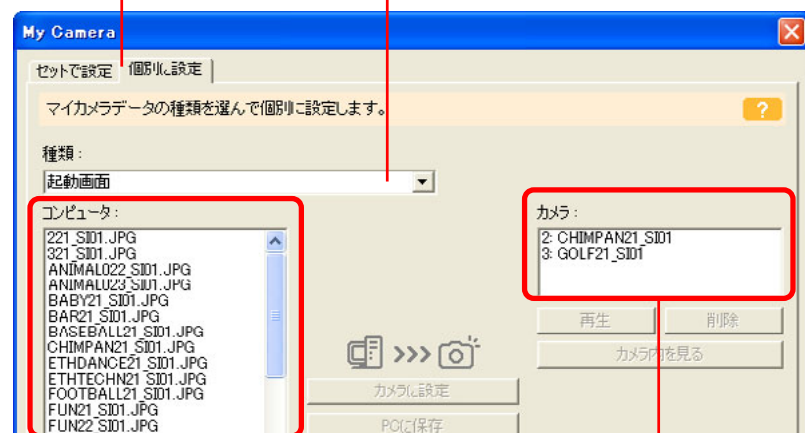 My Camera
セットで設定
個別に設定
マイカメラデータの種類を選んで個別に設定します。
?
種類:
起動画面
コンピュータ:
221_SI01.JPG
321_SI01.JPG
ANIMAL022_SI01.JPG
ANIMAL023_SI01.JPG
BABY21_SI01.JPG
BAR21_SI01.JPG
BASEBALL21_SI01.JPG
CHIMPAN21_SI01.JPG
ETHDANCE21_SI01.JPG
ETHTECHN21_SI01.JPG
FOOTBALL21_SI01.JPG
FUN21_SI01.JPG
FUN22_SI01.JPG
>>>
カメラに設定
PCに保存
カメラ:
2: CHIMPAN21_SI01
3: GOLF21_SI01
再生
削除
カメラ内を見る